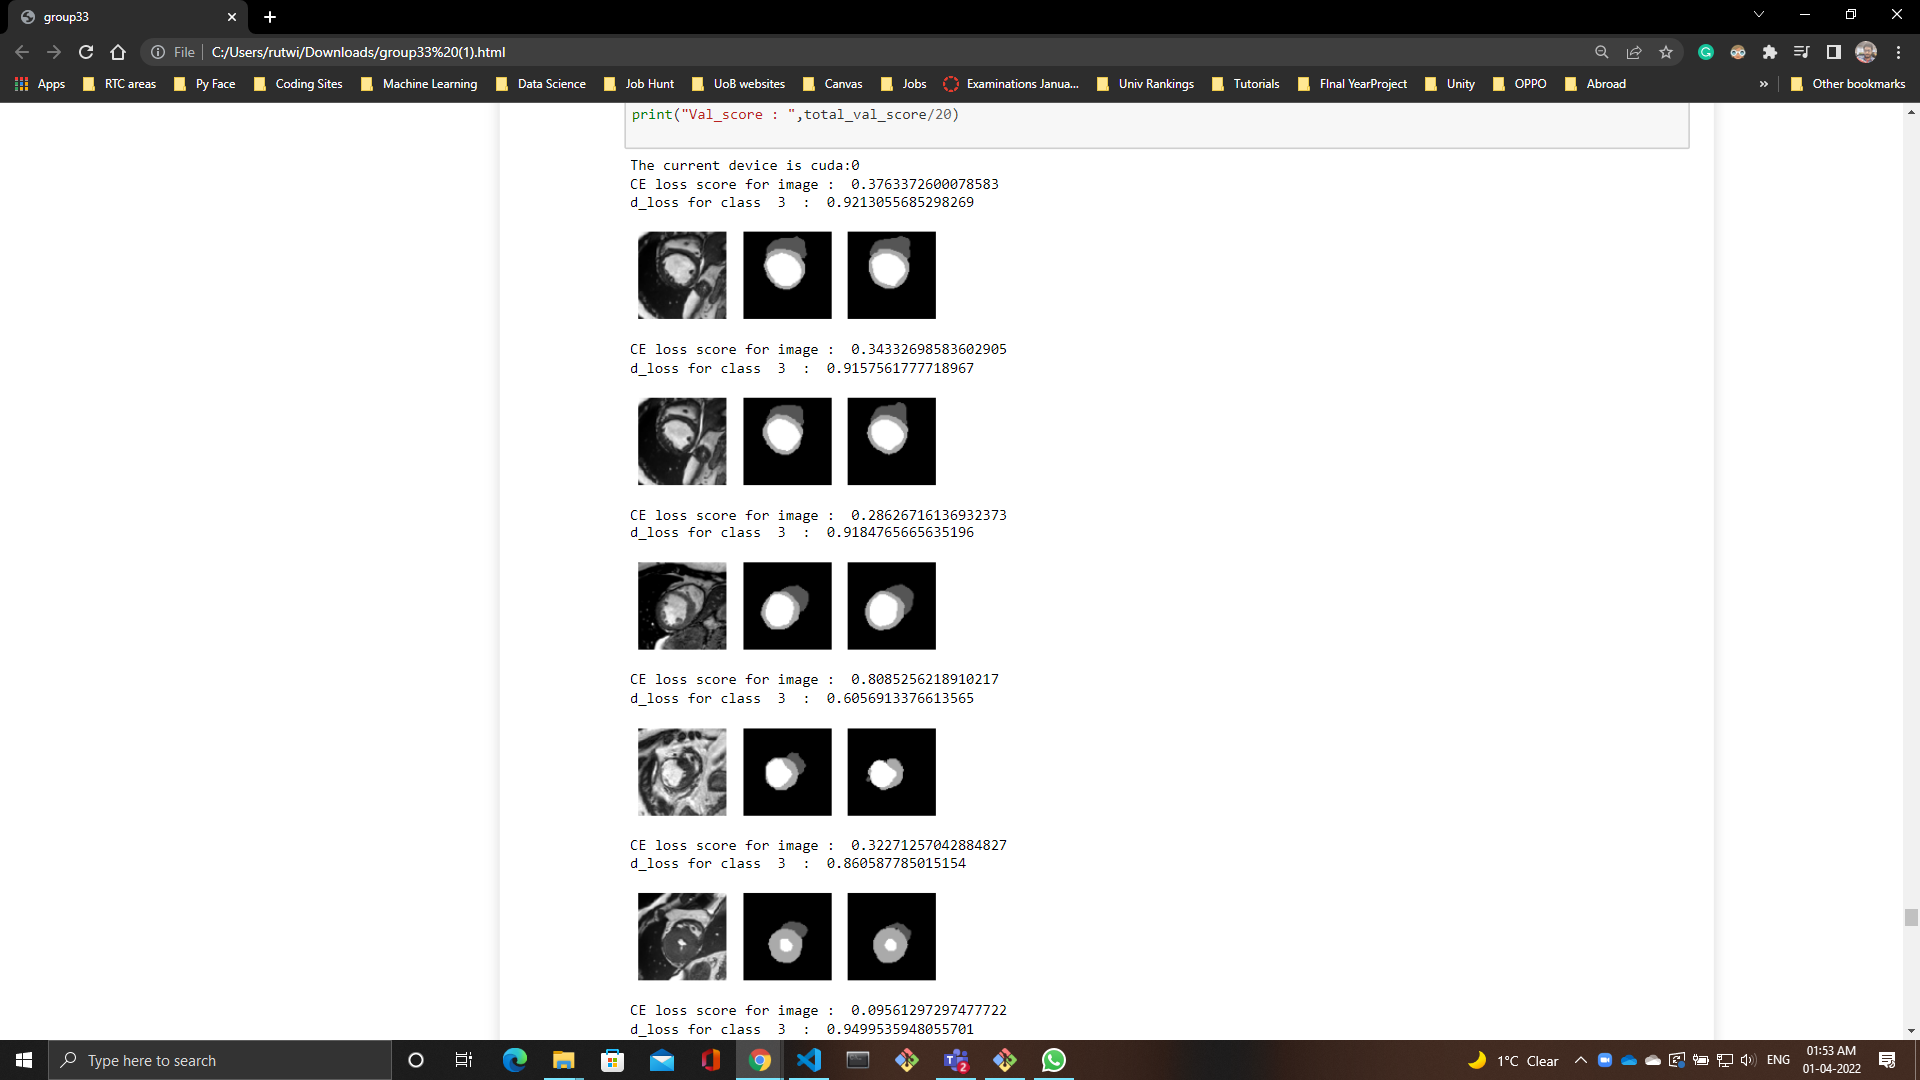 group33
File
C:/Users/rutwi/Downloads/group33%20(1).html
Apps
RTC areas
Py Face
Coding Sites
Machine Learning
Data Science
Job Hunt
UoB websites
Canvas
Jobs
Examinations Janua...
Univ Rankings
Tutorials
FInal YearProject
Unity
OPPO
Abroad
»
Other bookmarks
print("Val_score : ",total_val_score/20)
The current device is cuda:0
CE loss score for image :  0.3763372600078583
d_loss for class  3  :  0.9213055685298269
CE loss score for image :  0.34332698583602905
d_loss for class  3  :  0.9157561777718967
CE loss score for image :  0.28626716136932373
d_loss for class  3  :  0.9184765665635196
CE loss score for image :  0.8085256218910217
d_loss for class  3  :  0.6056913376613565
CE loss score for image :  0.32271257042884827
d_loss for class  3  :  0.860587785015154
CE loss score for image :  0.09561297297477722
d_loss for class  3  :  0.9499535948055701
Type here to search
2
1°C Clear
ENG
01:53 AM
01-04-2022